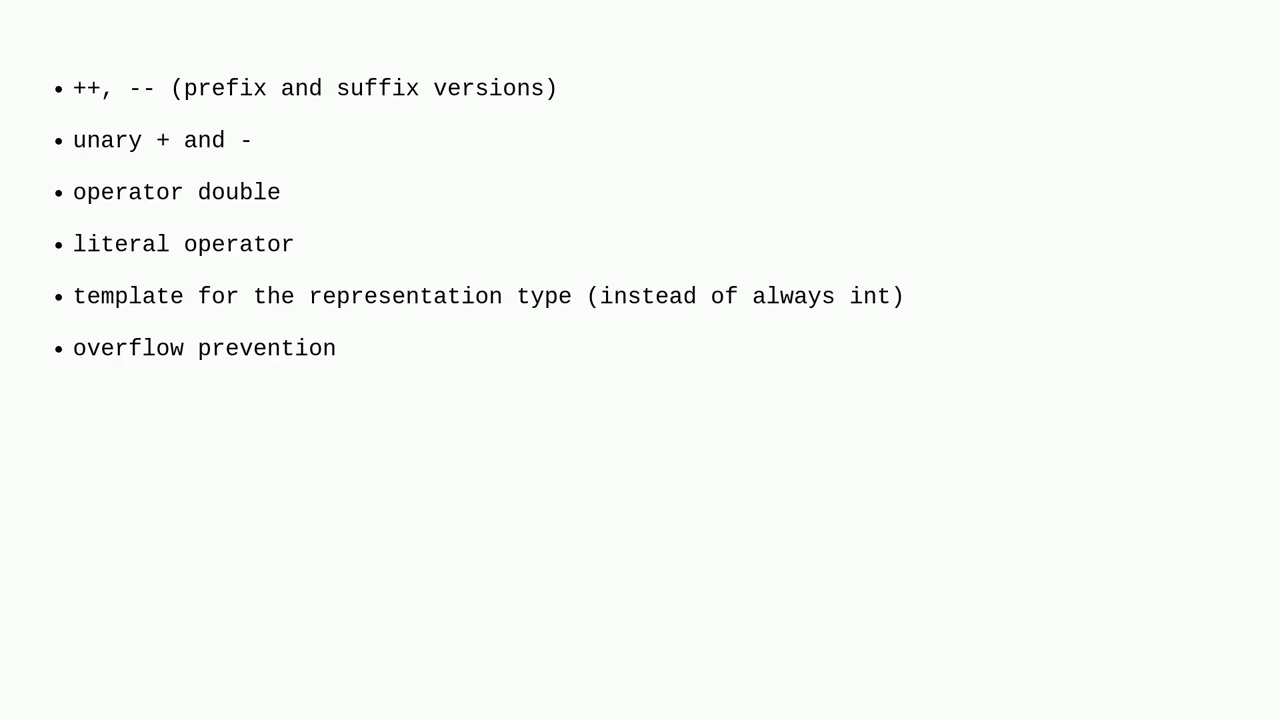 • ++, -- (prefix and suffix versions)
• unary + and -
• operator double
• literal operator
• template for the representation type (instead of always int)
• overflow prevention